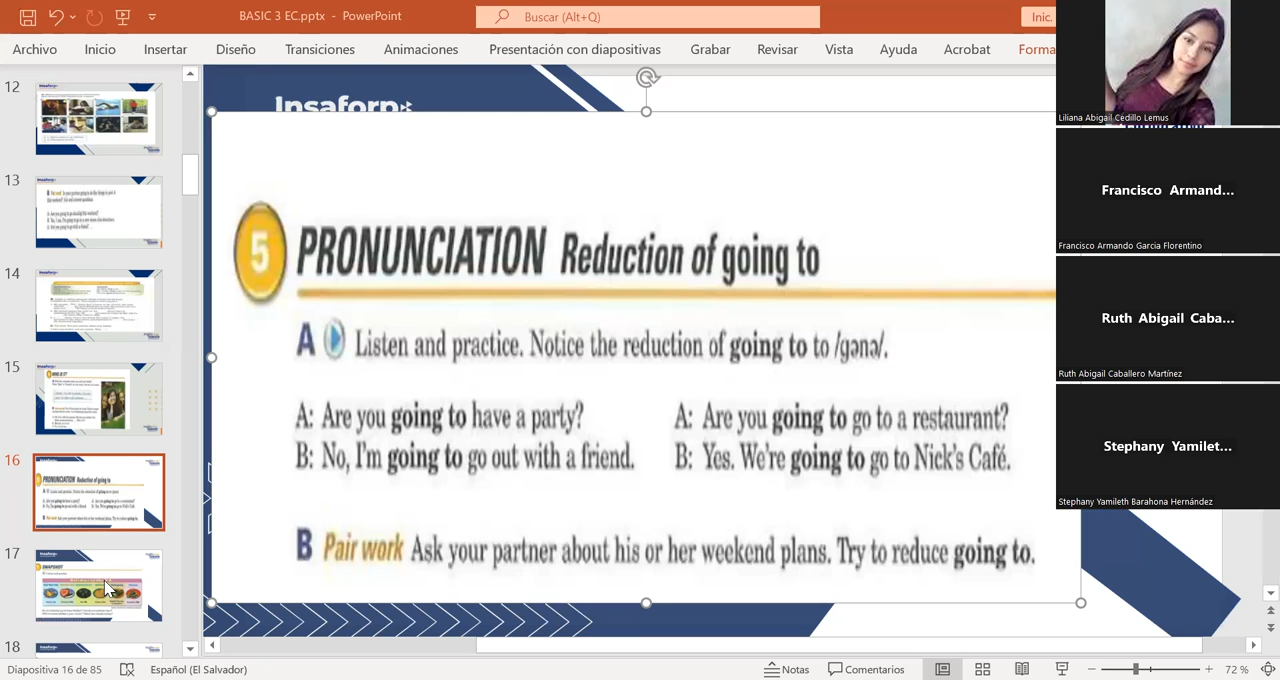 BASIC 3 EC.pptx - PowerPoint
Buscar (Alt+Q)
Inic.
Archivo Inicio Insertar Diseño Transiciones Animaciones Presentación con diapositivas Grabar Revisar Vista Ayuda Acrobat Forma
12
13
14
15
16
17
18
SNAPSHOT
Insaforp
5 PRONUNCIATION Reduction of going to
A Listen and practice. Notice the reduction of going to to /gənə/.
A: Are you going to have a party?
B: No, I'm going to go out with a friend.
A: Are you going to go to a restaurant?
B: Yes. We're going to go to Nick's Café.
B Pair work Ask your partner about his or her weekend plans. Try to reduce going to.
Liliana Abigail Cedillo Lemus
Francisco Armand...
Francisco Armando Garcia Florentino
Ruth Abigail Caba...
Ruth Abigail Caballero Martínez
Stephany Yamilet...
Stephany Yamileth Barahona Hernández
Diapositiva 16 de 85
Español (El Salvador)
Notas
Comentarios
72 %